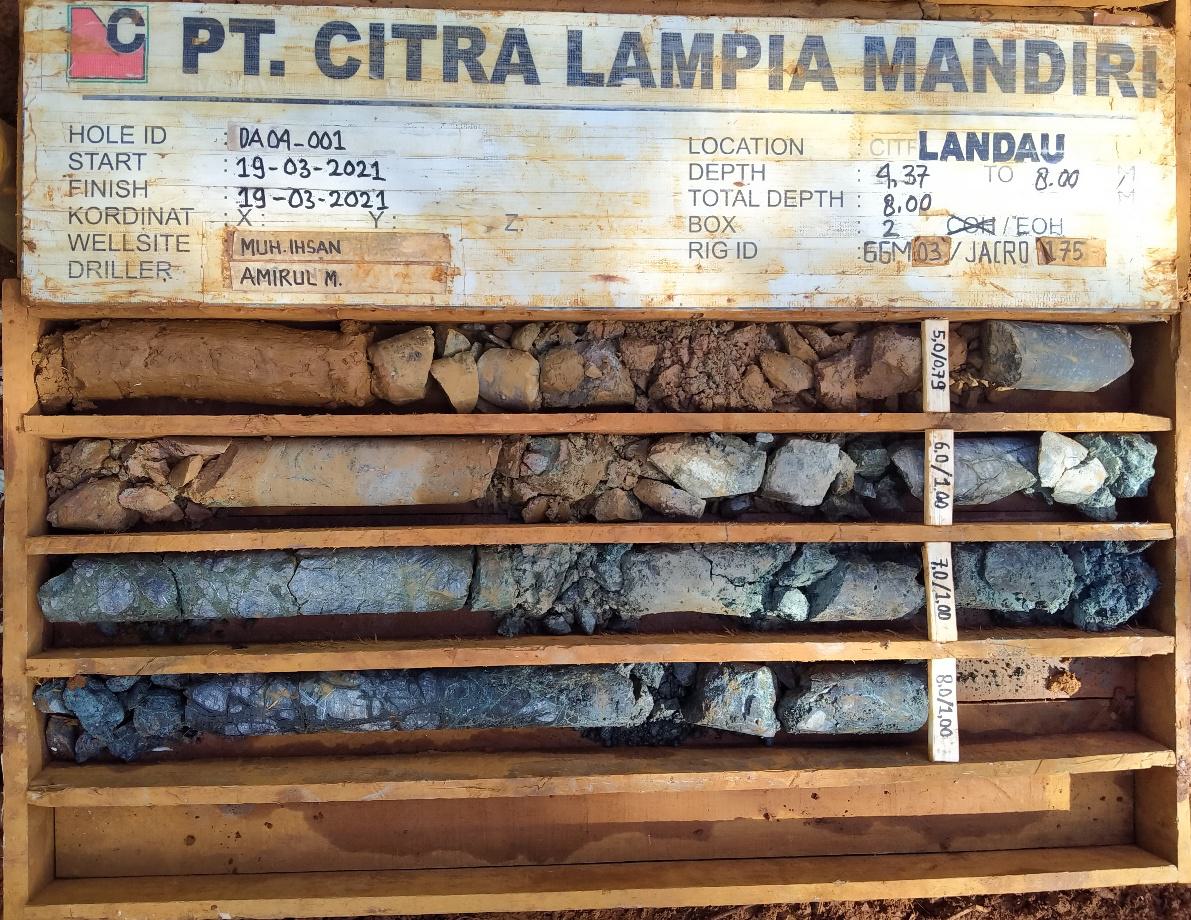 C PT. CITRA LAMPIA MANDIRI
HOLE ID : DA04-001
START : 19-03-2021
FINISH : 19-03-2021
KORDINAT : X : Y : Z.
WELLSITE MUH.IHSAN
DRILLER AMIRUL M.
LOCATION : CITR LANDAU
DEPTH : 4,37 TO 8.00 M
TOTAL DEPTH : 8,00 M
BOX : 2 COH / EOH
RIG ID : GGM 03 / JACRO 175
5.0/0.79
6.0/1,00
7.0/1.00
8.0/1,00